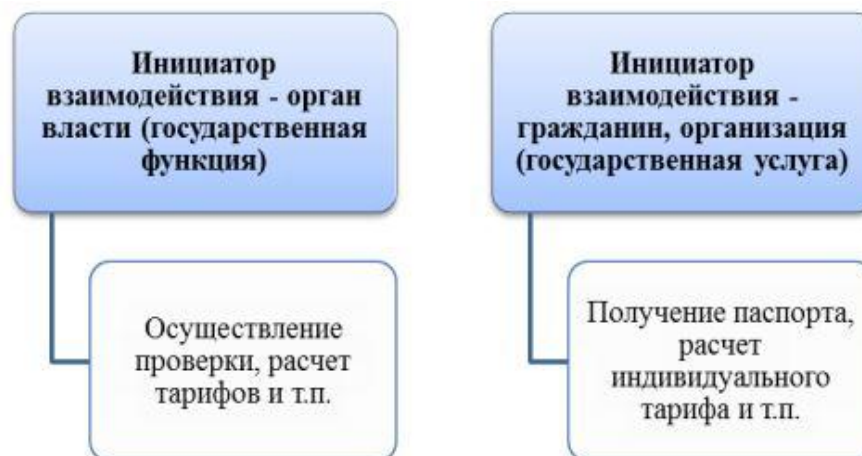 Инициатор
взаимодействия - орган
власти (государственная
функция)
Осуществление
проверки, расчет
тарифов и т.п.
Инициатор
взаимодействия -
гражданин, организация
(государственная услуга)
Получение паспорта,
расчет
индивидуального
тарифа и т.п.